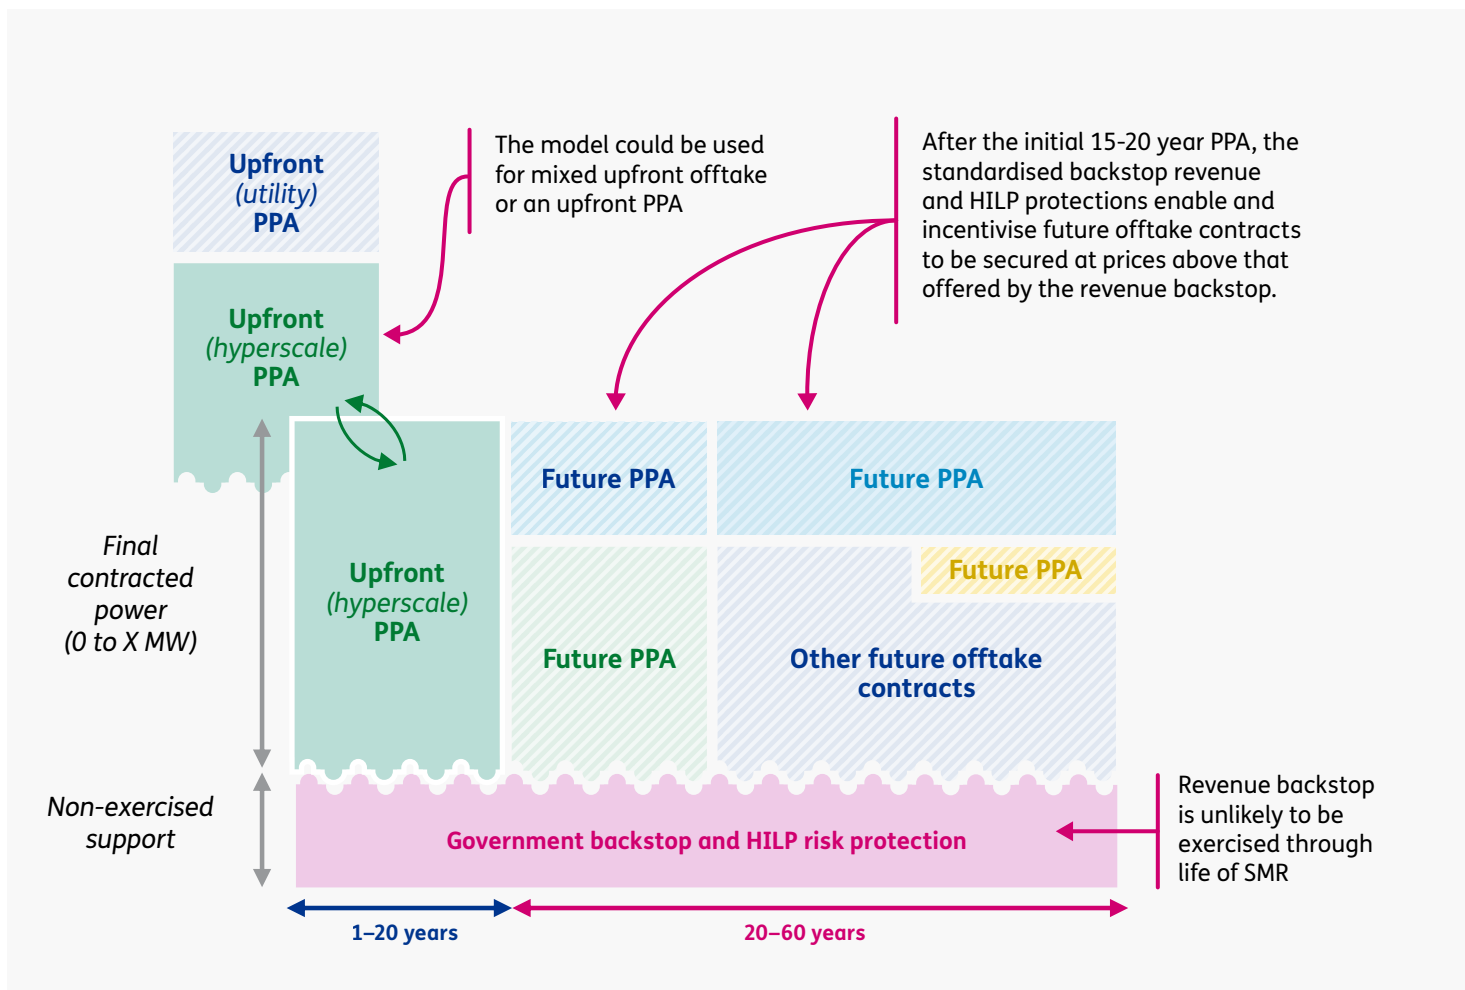 Upfront
(utility)
PPA
The model could be used
for mixed upfront offtake
or an upfront PPA
After the initial 15-20 year PPA, the
standardised backstop revenue
and HILP protections enable and
incentivise future offtake contracts
to be secured at prices above that
offered by the revenue backstop.
Upfront
(hyperscale)
PPA
Final
contracted
power
(0 to X MW)
Upfront
(hyperscale)
PPA
Future PPA
Future PPA
Future PPA
Future PPA
Other future offtake
contracts
Non-exercised
support
Government backstop and HILP risk protection
Revenue backstop
is unlikely to be
exercised through
life of SMR
1–20 years
20–60 years